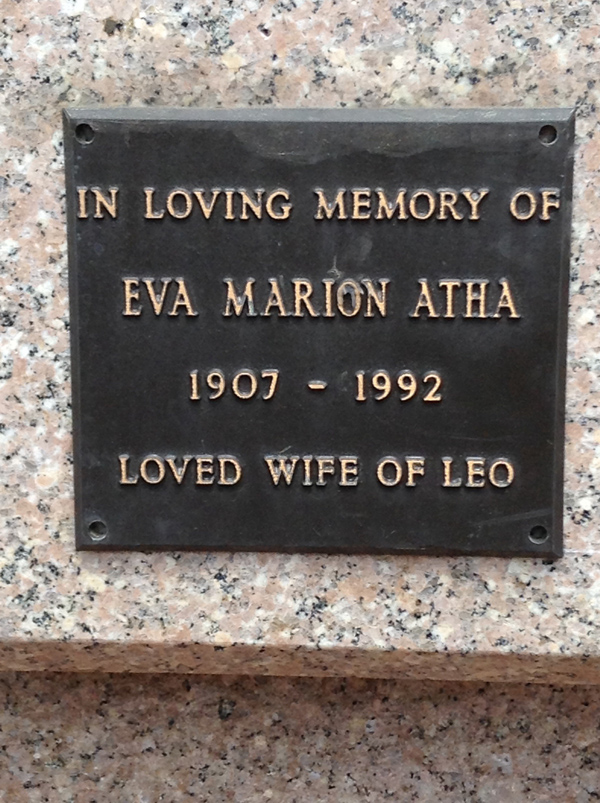 IN LOVING MEMORY OF
EVA MARION ATHA
1907 - 1992
LOVED WIFE OF LEO